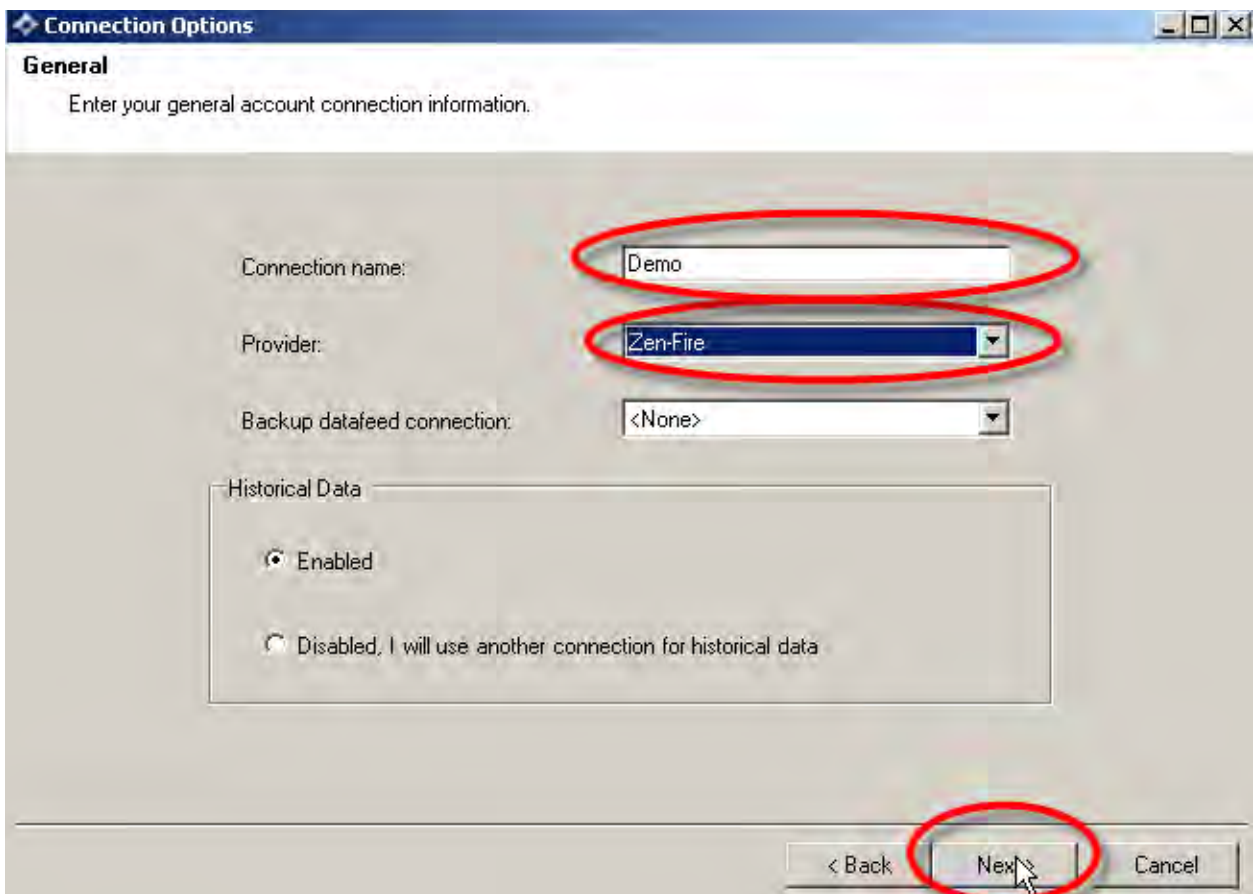 Connection Options
General
Enter your general account connection information.
Connection name: Demo
Provider: Zen-Fire
Backup datafeed connection: <None>
Historical Data
Enabled
Disabled, I will use another connection for historical data
< Back Next > Cancel